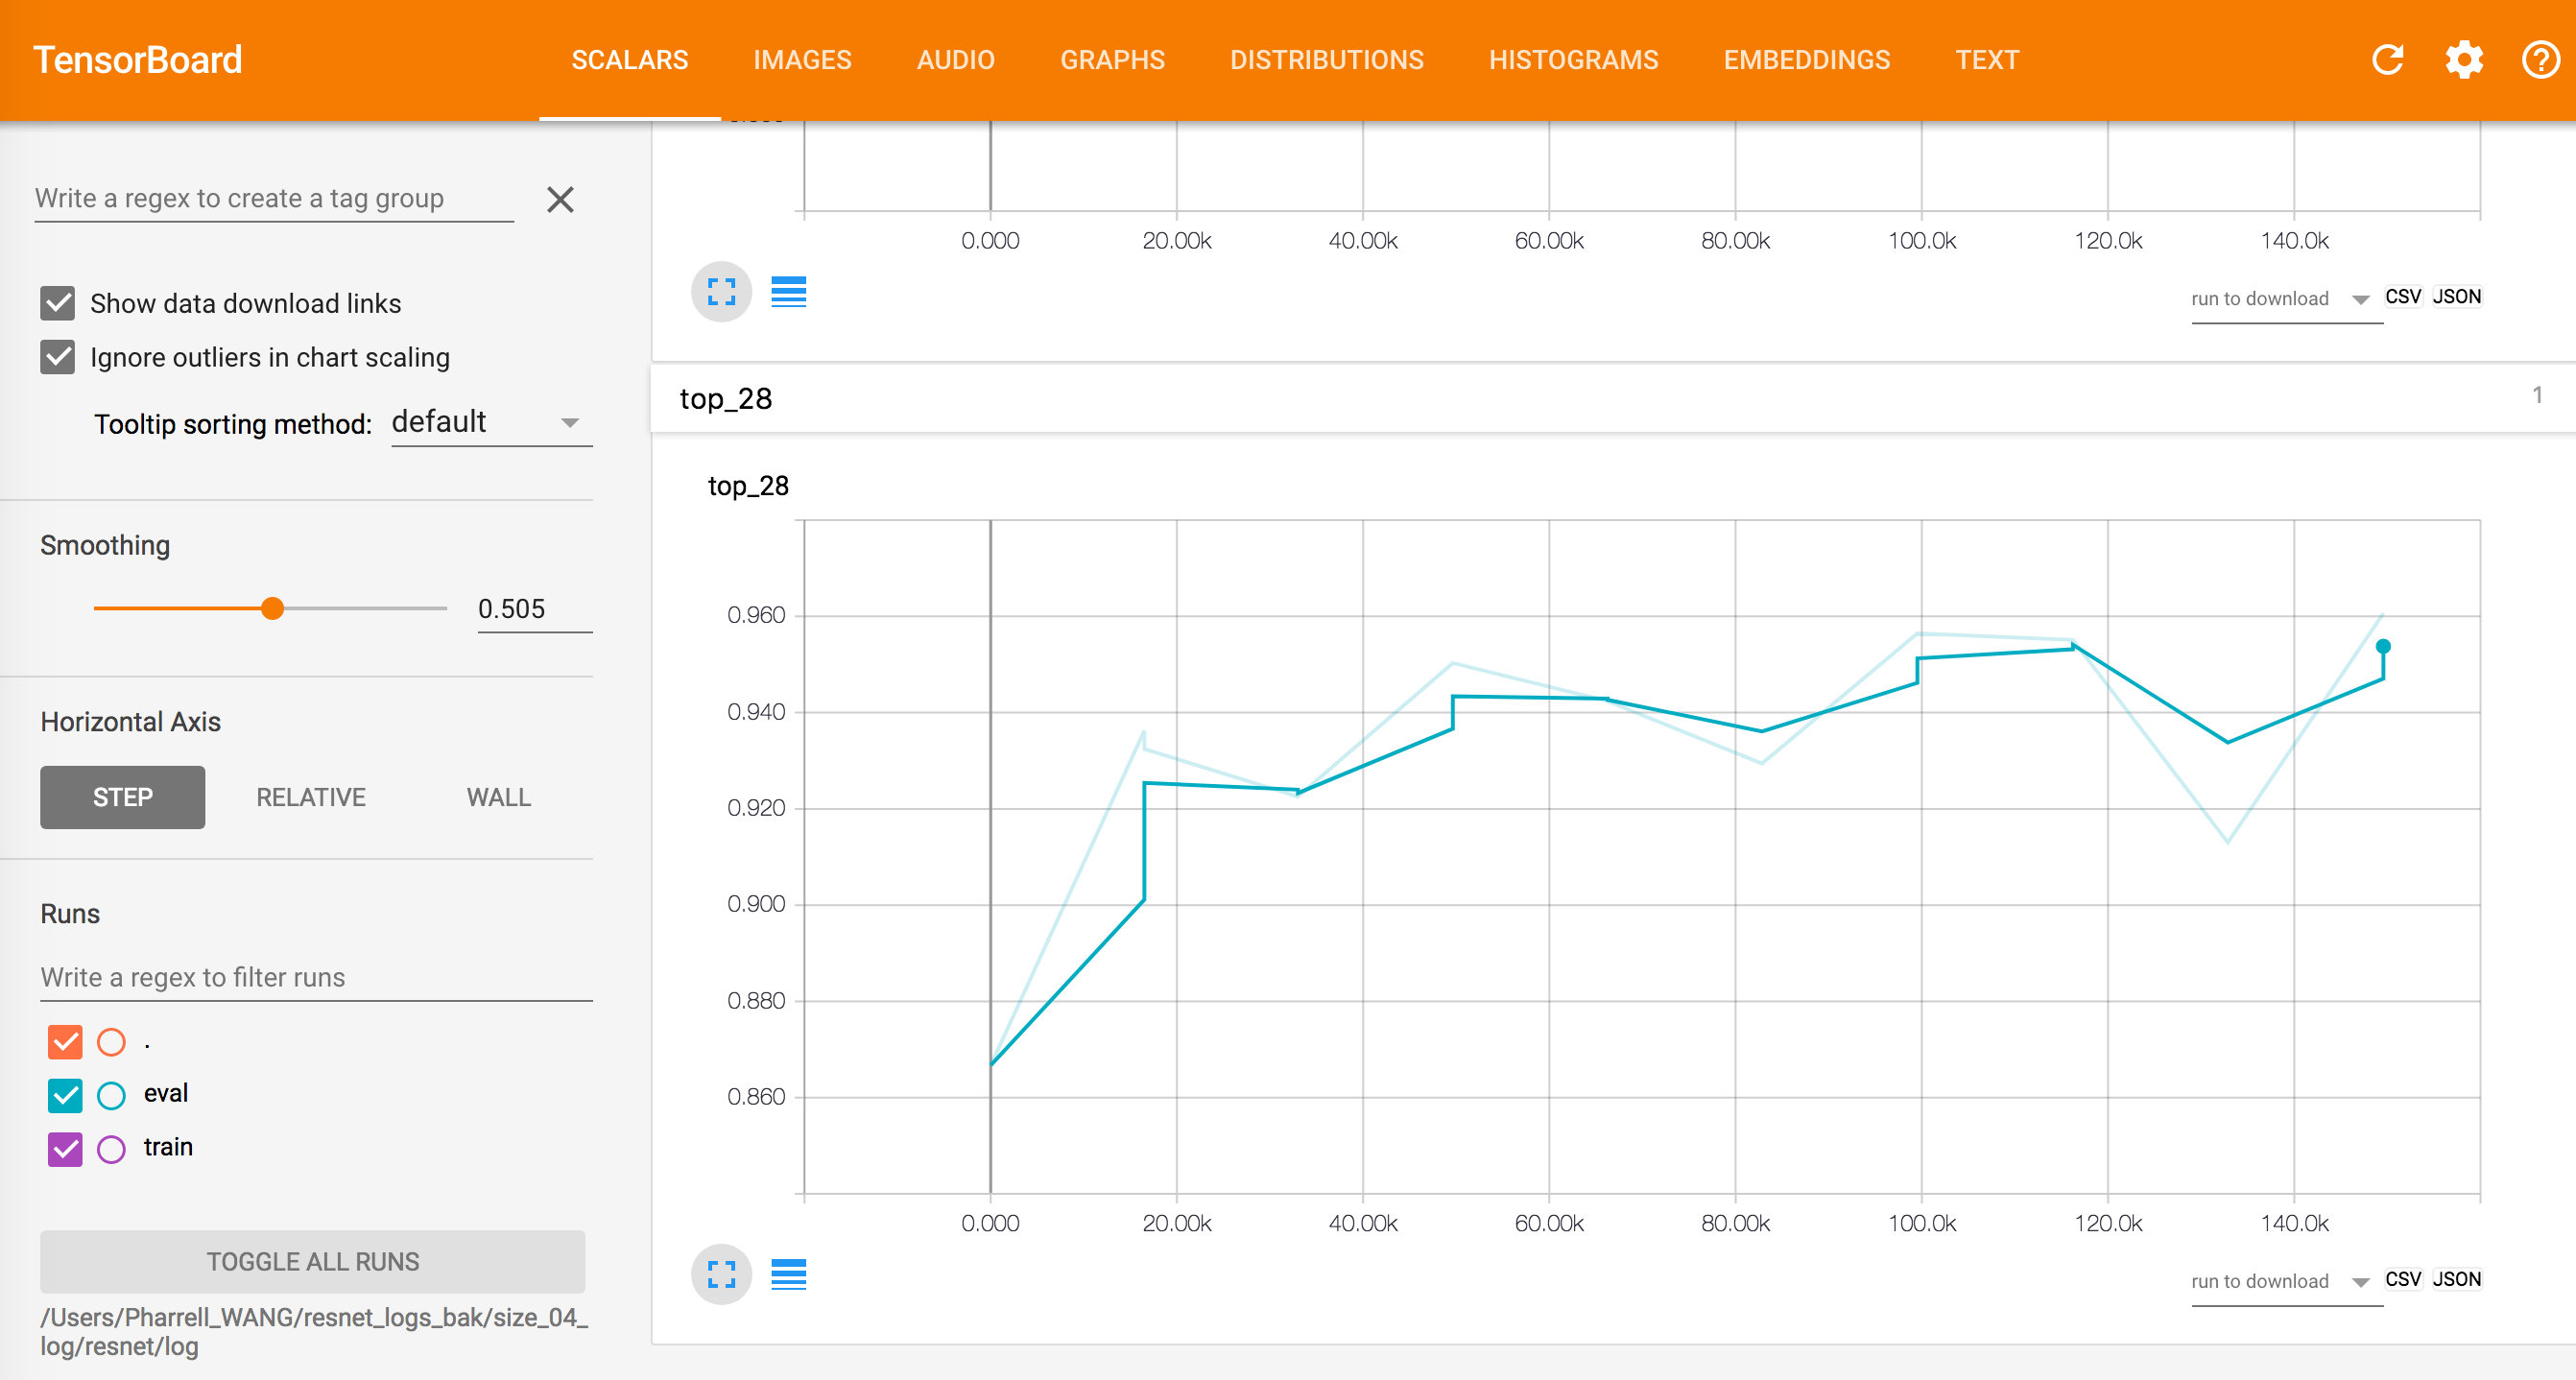 TensorBoard
SCALARS IMAGES AUDIO GRAPHS DISTRIBUTIONS HISTOGRAMS EMBEDDINGS TEXT
Write a regex to create a tag group
Show data download links
Ignore outliers in chart scaling
Tooltip sorting method: default
Smoothing
0.505
Horizontal Axis
STEP RELATIVE WALL
Runs
Write a regex to filter runs
.
eval
train
TOGGLE ALL RUNS
/Users/Pharrell_WANG/resnet_logs_bak/size_04_
log/resnet/log
0.000 20.00k 40.00k 60.00k 80.00k 100.0k 120.0k 140.0k
run to download CSV JSON
top_28 1
top_28
0.960
0.940
0.920
0.900
0.880
0.860
0.000 20.00k 40.00k 60.00k 80.00k 100.0k 120.0k 140.0k
run to download CSV JSON